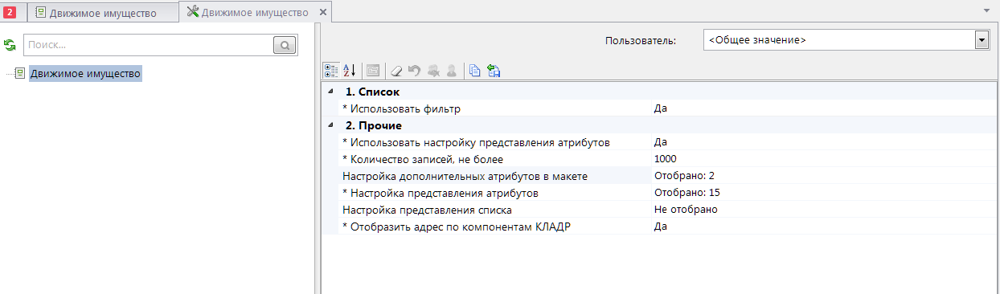 2
Движимое имущество
Движимое имущество
Поиск...
Пользователь:
<Общее значение>
Движимое имущество
1. Список
* Использовать фильтр
Да
2. Прочие
* Использовать настройку представления атрибутов
Да
* Количество записей, не более
1000
Настройка дополнительных атрибутов в макете
Отобрано: 2
* Настройка представления атрибутов
Отобрано: 15
Настройка представления списка
Не отобрано
* Отобразить адрес по компонентам КЛАДР
Да